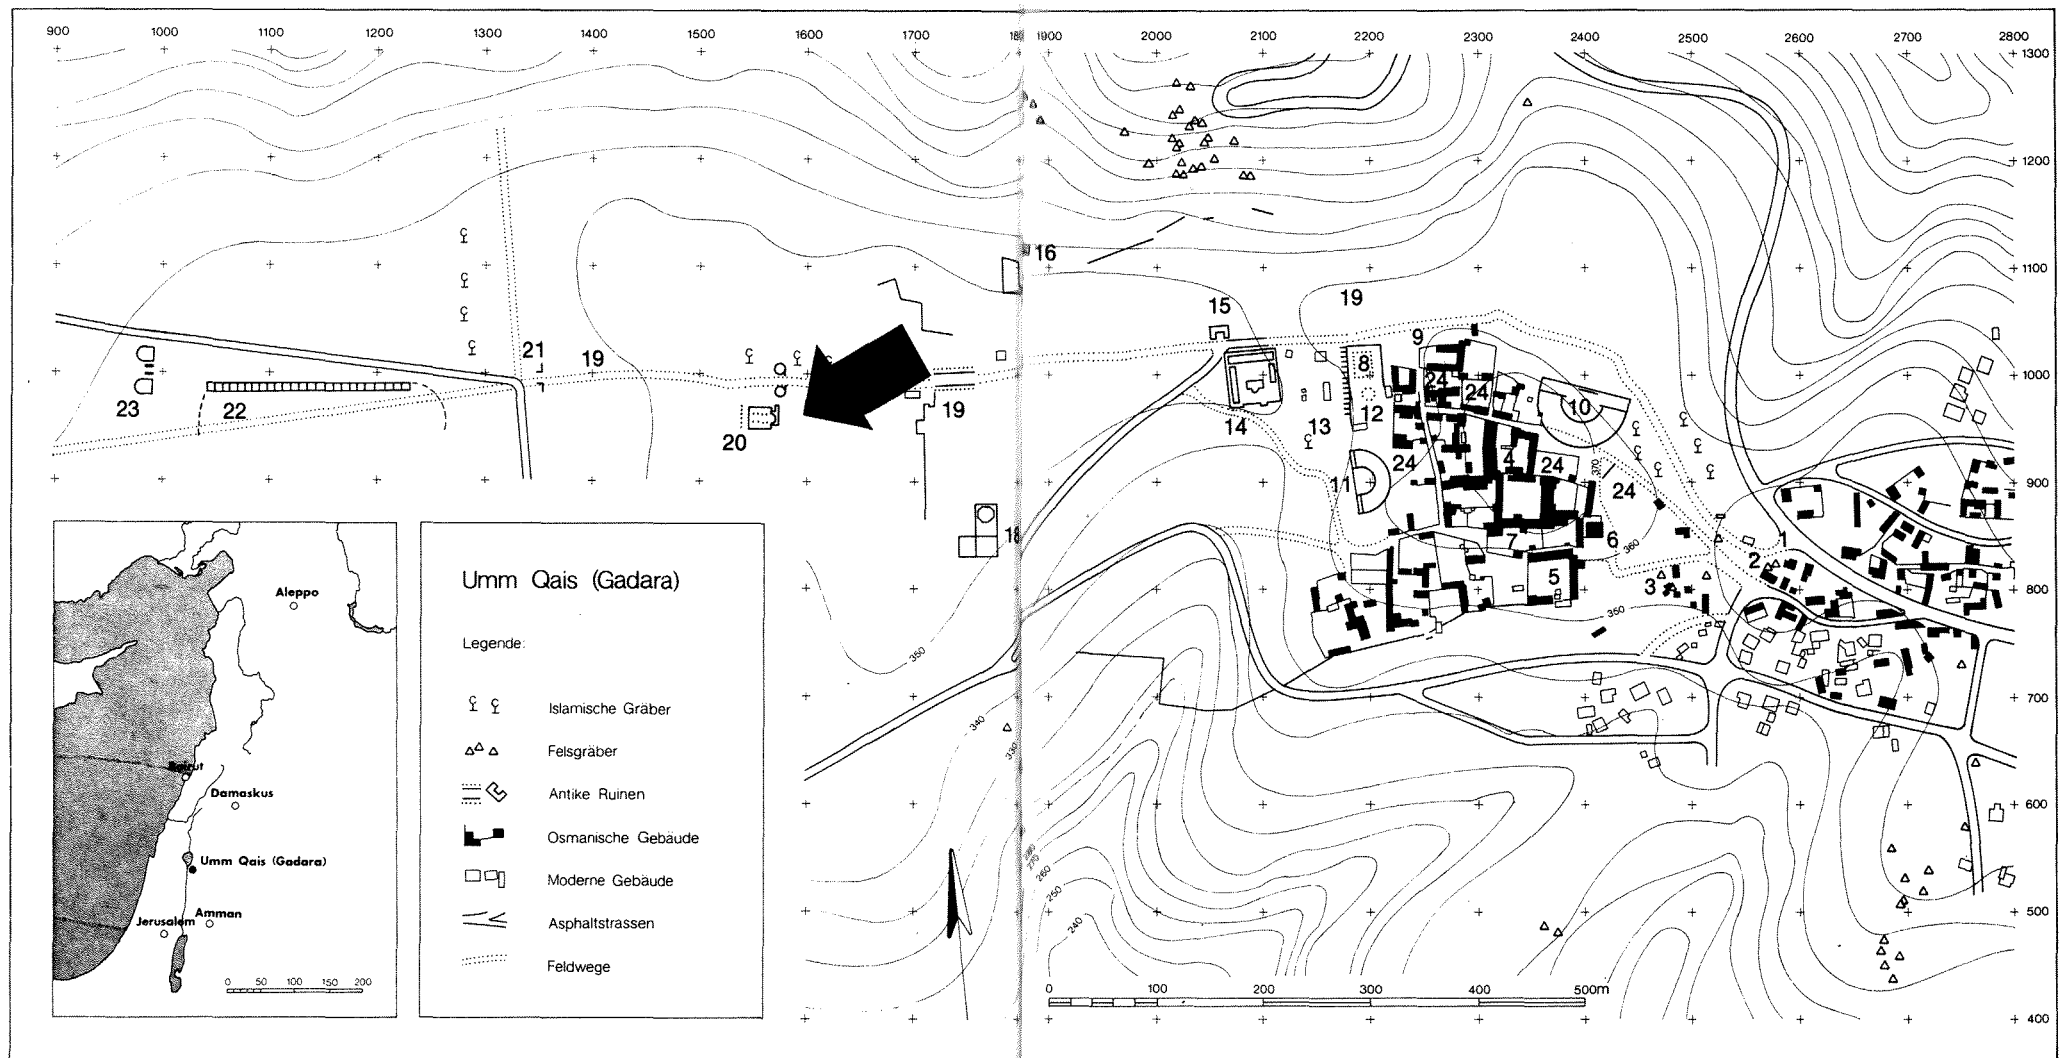 900 1000 1100 1200 1300 1400 1500 1600 1700 1900 2000 2100 2200 2300 2400 2500 2600 2700 2800
1300
1200
16
1100
15
19
21
19
9
8
1000
24
24
10
23
22
20
19
14
13
12
11
24
4
24
370
24
900
18
7
6
360
1
2
5
3
800
350
350
700
340
330
600
260
250
240
500
400
0 100 200 300 400 500m
Aleppo
Beirut
Damaskus
Umm Qais (Gadara)
Jerusalem
Amman
0 50 100 150 200
Umm Qais (Gadara)
Legende:
Islamische Gräber
Felsgräber
Antike Ruinen
Osmanische Gebäude
Moderne Gebäude
Asphaltstrassen
Feldwege